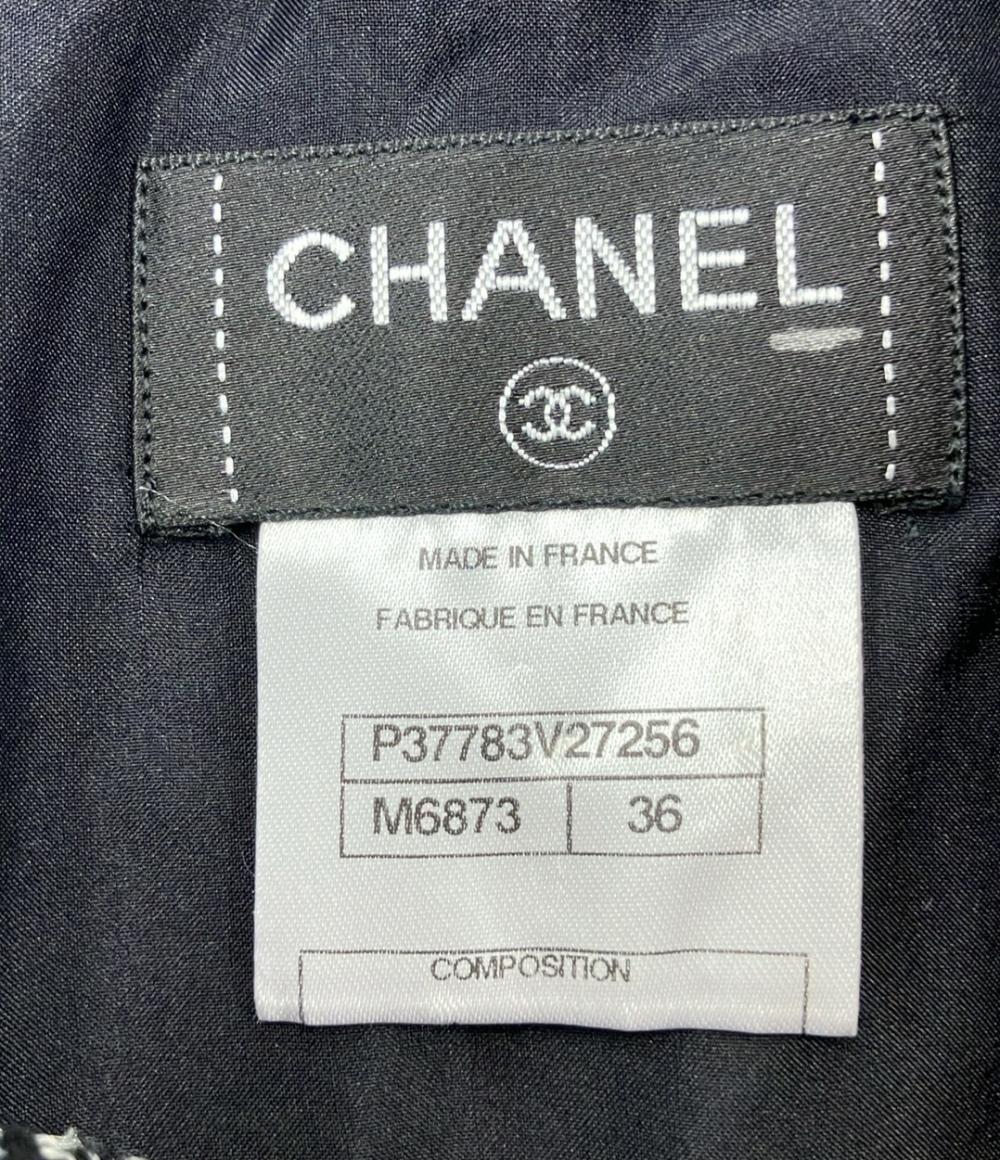 CHANEL
MADE IN FRANCE
FABRIQUE EN FRANCE
P37783V27256
M6873 36
COMPOSITION